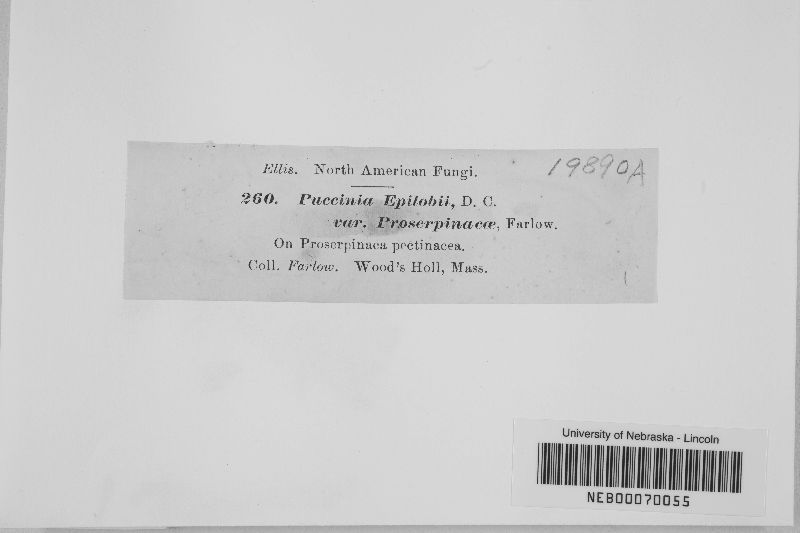 Ellis. North American Fungi.
19890A
260. Puccinia Epilobii, D. C.
var. Proserpinacæ, Farlow.
On Proserpinaca pectinacea.
Coll. Farlow. Wood's Holl, Mass.
University of Nebraska - Lincoln
NEB00070055